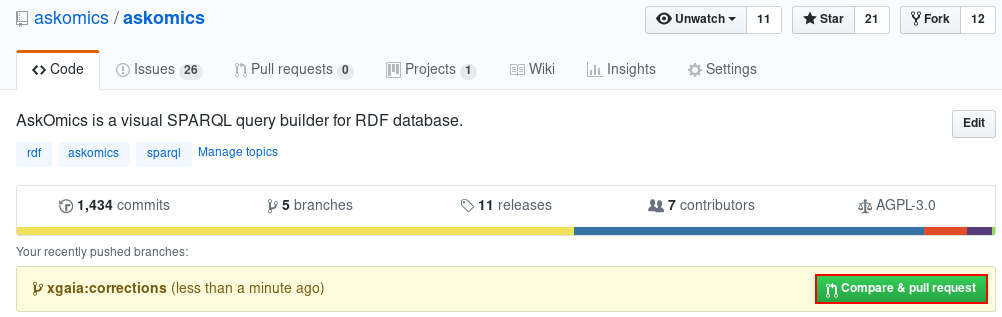 askomics / askomics Unwatch 11 Star 21 Fork 12
Code Issues 26 Pull requests 0 Projects 1 Wiki Insights Settings
AskOmics is a visual SPARQL query builder for RDF database. Edit
rdf askomics sparql Manage topics
1,434 commits 5 branches 11 releases 7 contributors AGPL-3.0
Your recently pushed branches:
xgaia:corrections (less than a minute ago) Compare & pull request